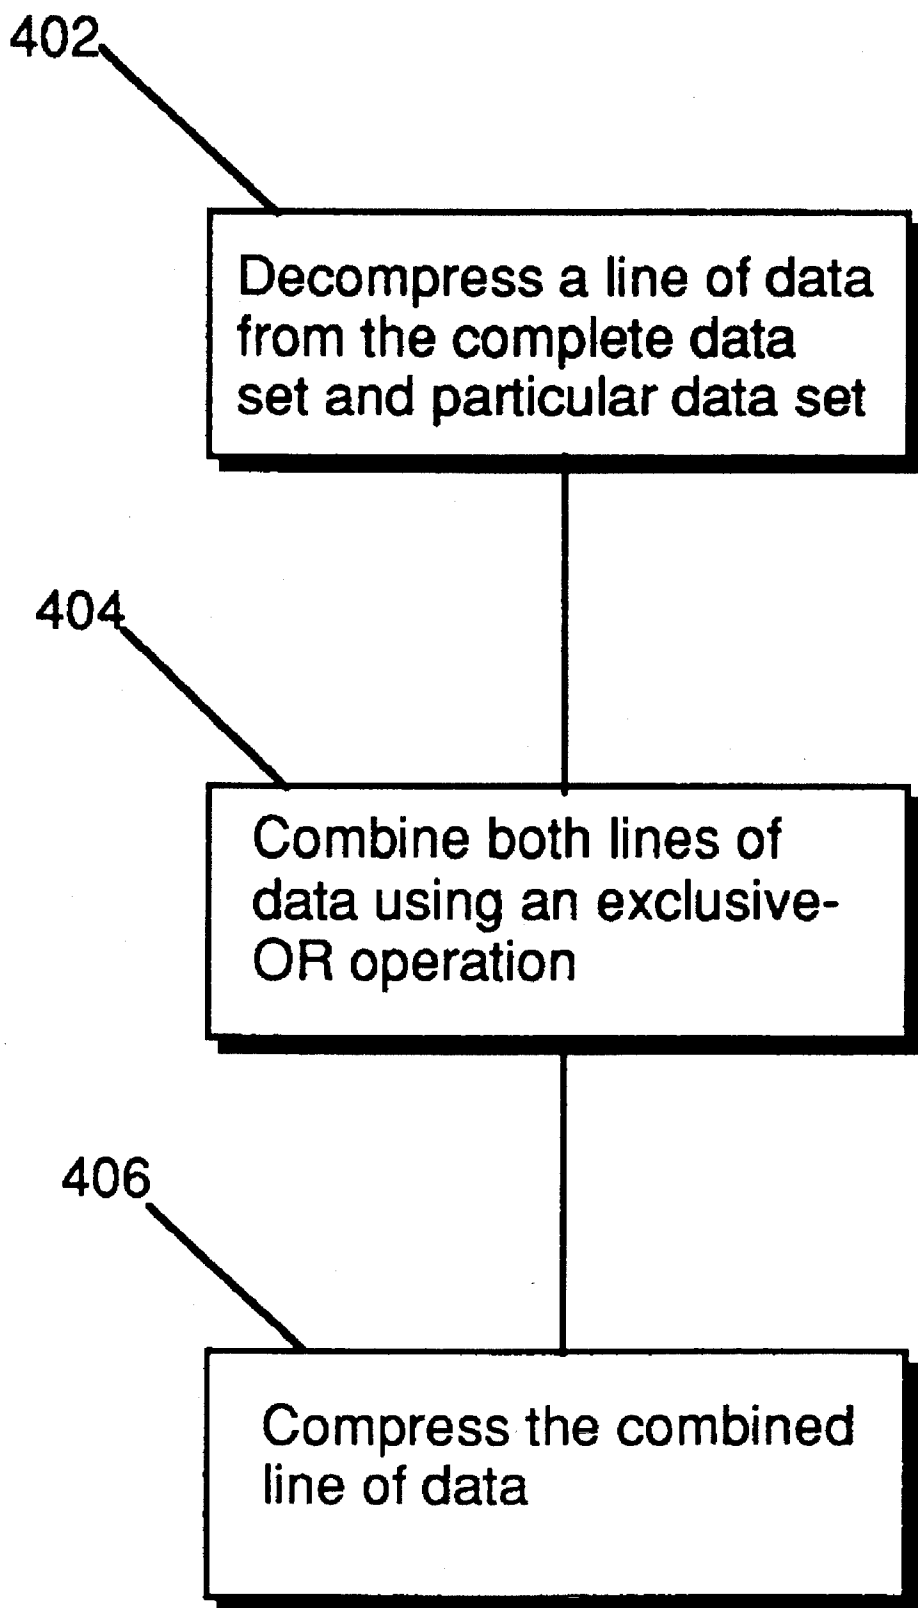 402
Decompress a line of data
from the complete data
set and particular data set
404
Combine both lines of
data using an exclusive-
OR operation
406
Compress the combined
line of data